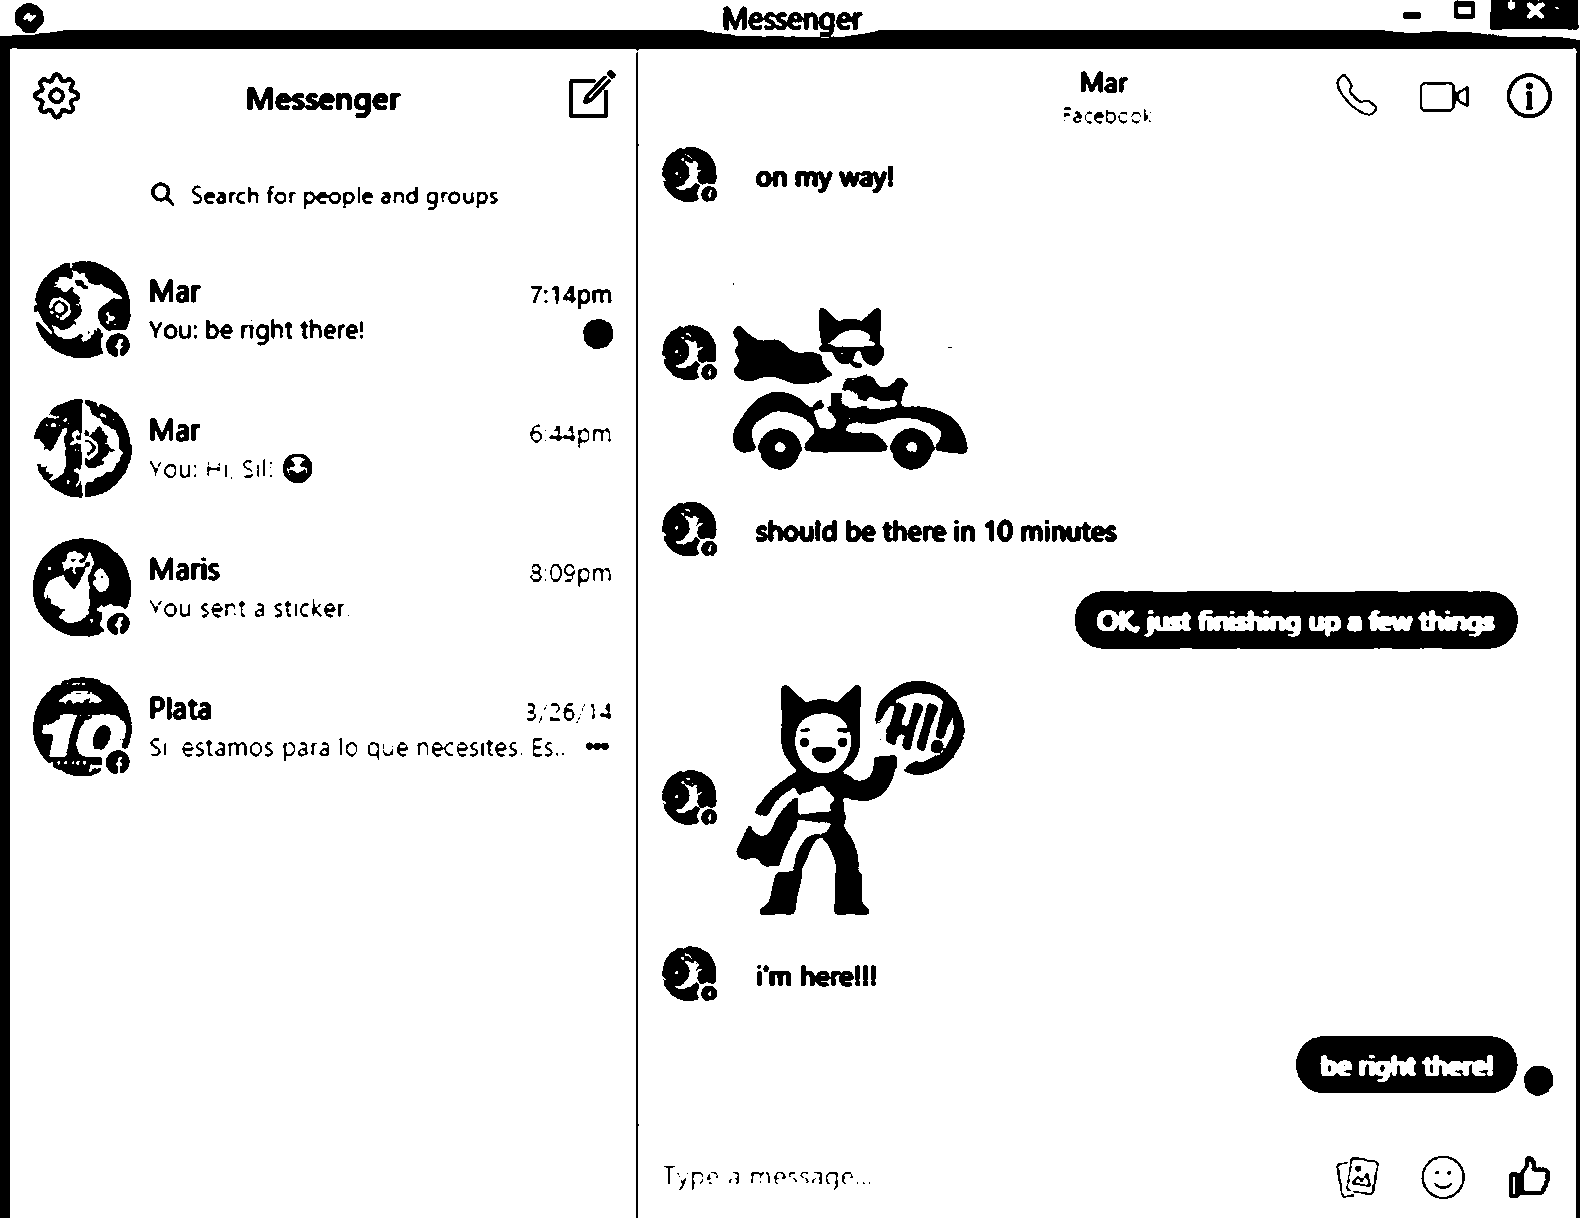 Messenger
Messenger
Search for people and groups
Mar
7:14pm
You: be right there!
Mar
6:44pm
You: Hi, Sil!
Maris
8:09pm
You sent a sticker.
Plata
3/26/14
Si estamos para lo que necesites. Es..
10
Mar
Facebook
on my way!
should be there in 10 minutes
OK, just finishing up a few things
HI!
i'm here!!!
be right there!
Type a message...